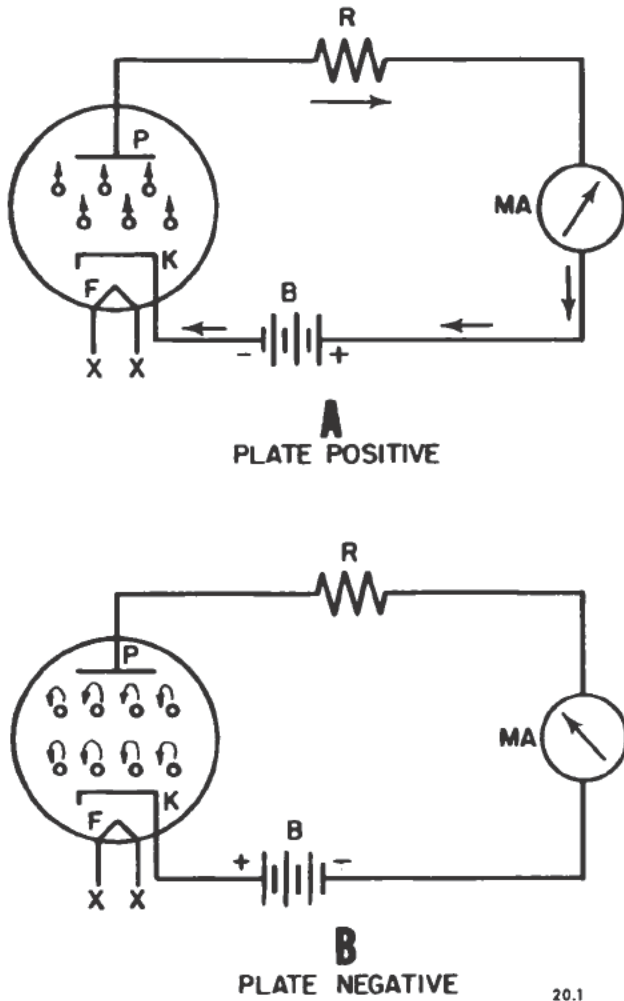 R
P
MA
K
F
B
- +
X X
A
PLATE POSITIVE
R
P
MA
K
F
B
+ -
X X
B
PLATE NEGATIVE
20.1